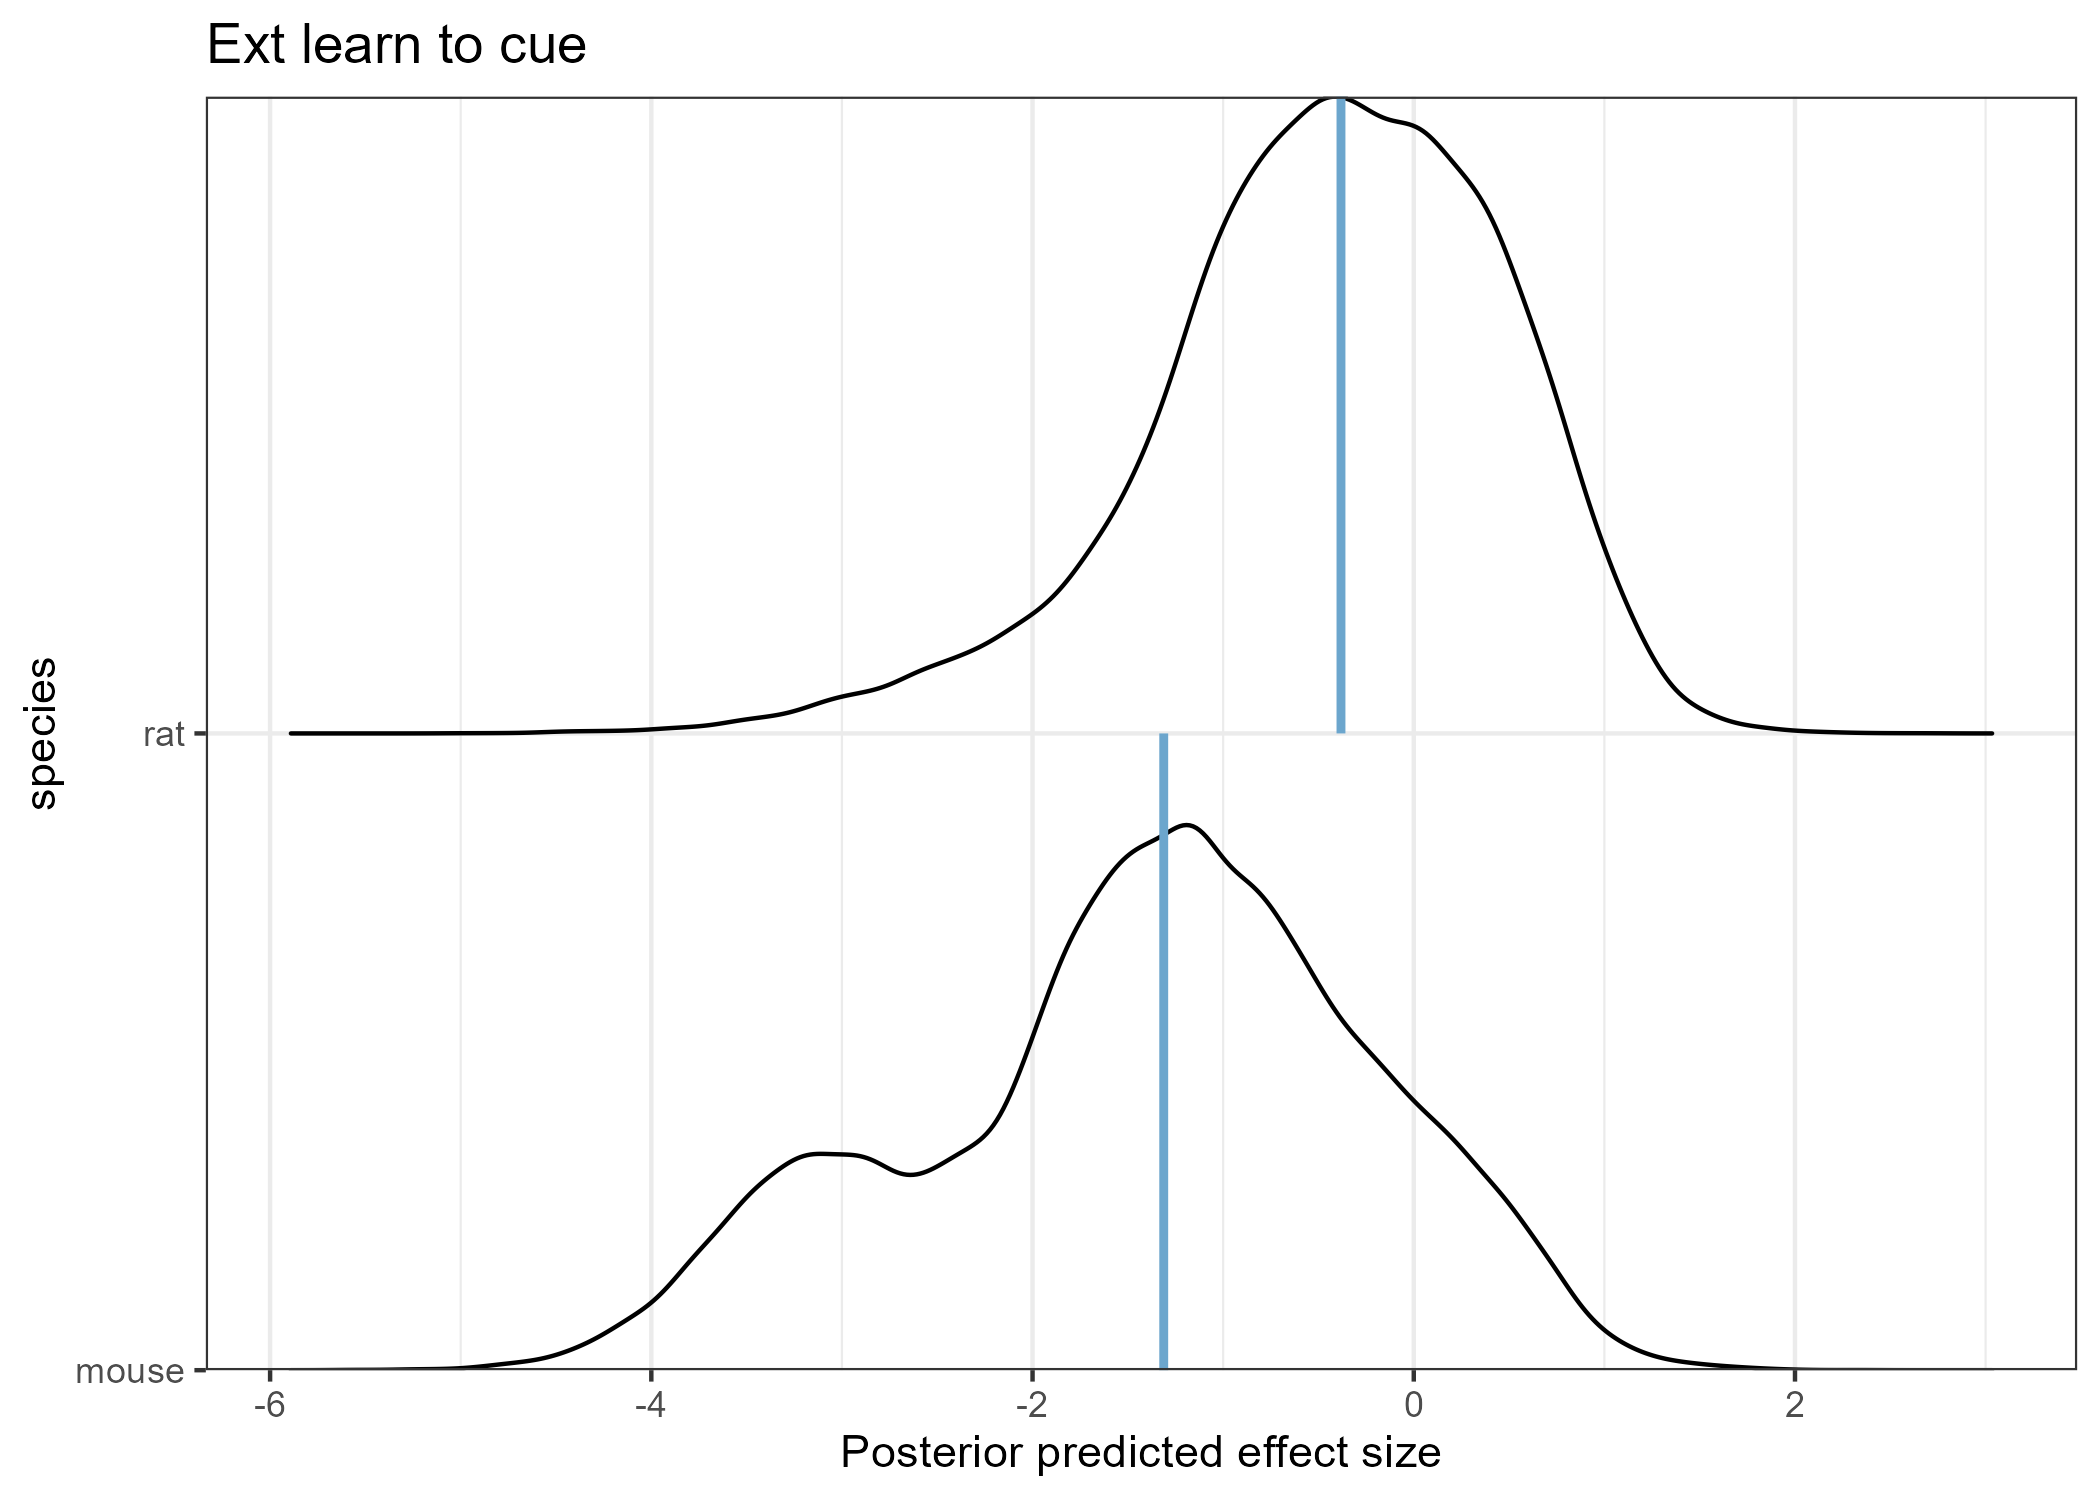 Ext learn to cue
species
rat
mouse
-6 -4 -2 0 2
Posterior predicted effect size